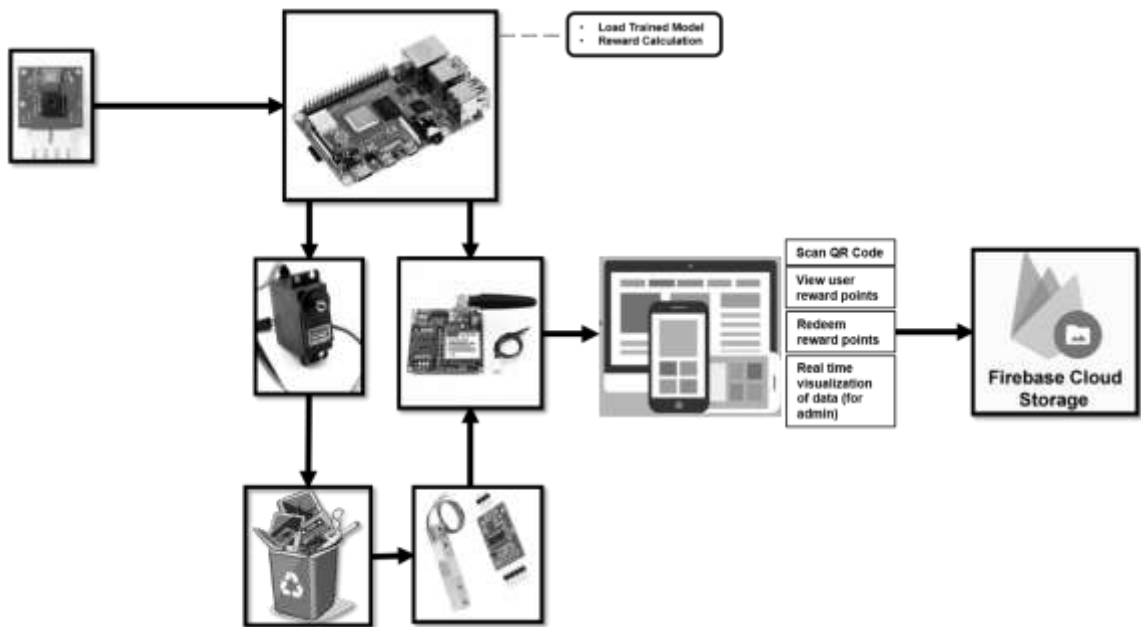 • Load Trained Model
• Reward Calculation
Scan QR Code
View user
reward points
Redeem
reward points
Real time
visualization
of data (for
admin)
Firebase Cloud
Storage